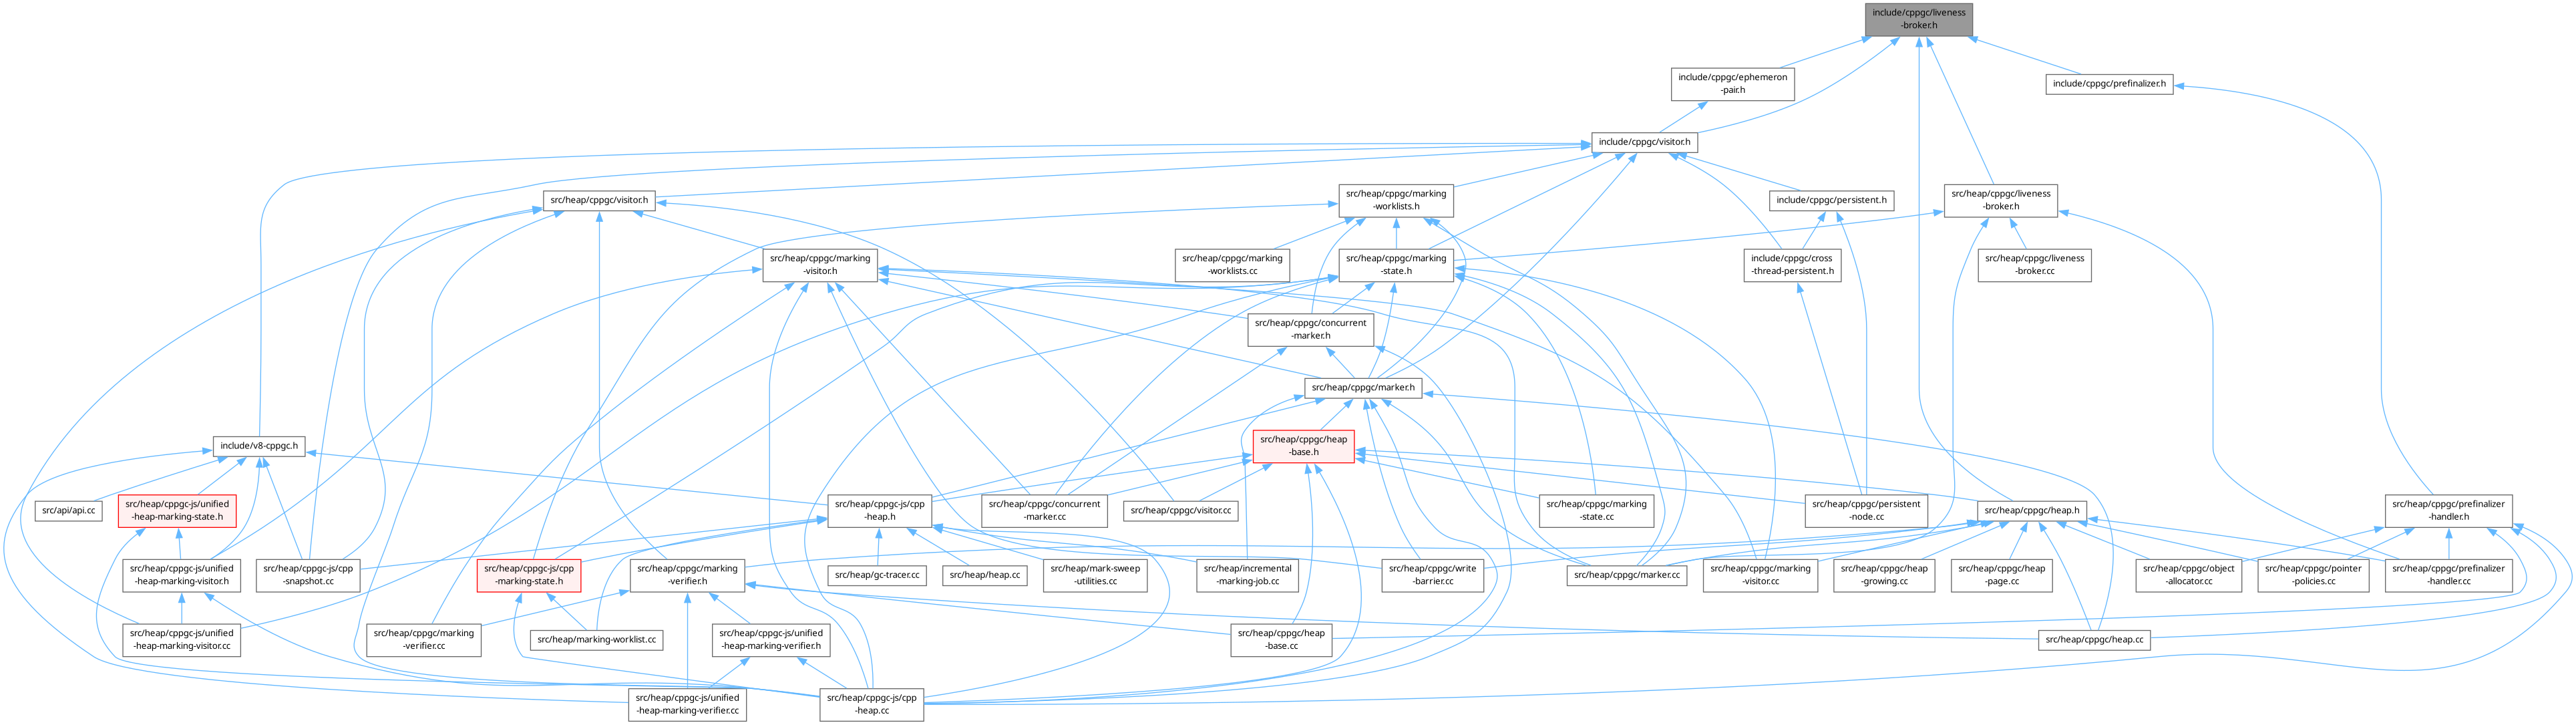 include/cppgc/liveness
-broker.h
include/cppgc/ephemeron
-pair.h
include/cppgc/prefinalizer.h
include/cppgc/visitor.h
src/heap/cppgc/visitor.h
src/heap/cppgc/marking
-worklists.h
include/cppgc/persistent.h
src/heap/cppgc/liveness
-broker.h
src/heap/cppgc/marking
-visitor.h
src/heap/cppgc/marking
-worklists.cc
src/heap/cppgc/marking
-state.h
include/cppgc/cross
-thread-persistent.h
src/heap/cppgc/liveness
-broker.cc
src/heap/cppgc/concurrent
-marker.h
src/heap/cppgc/marker.h
include/v8-cppgc.h
src/heap/cppgc/heap
-base.h
src/api/api.cc
src/heap/cppgc-js/unified
-heap-marking-state.h
src/heap/cppgc-js/cpp
-heap.h
src/heap/cppgc/concurrent
-marker.cc
src/heap/cppgc/visitor.cc
src/heap/cppgc/marking
-state.cc
src/heap/cppgc/persistent
-node.cc
src/heap/cppgc/heap.h
src/heap/cppgc/prefinalizer
-handler.h
src/heap/cppgc-js/unified
-heap-marking-visitor.h
src/heap/cppgc-js/cpp
-snapshot.cc
src/heap/cppgc-js/cpp
-marking-state.h
src/heap/cppgc/marking
-verifier.h
src/heap/gc-tracer.cc
src/heap/heap.cc
src/heap/mark-sweep
-utilities.cc
src/heap/incremental
-marking-job.cc
src/heap/cppgc/write
-barrier.cc
src/heap/cppgc/marker.cc
src/heap/cppgc/marking
-visitor.cc
src/heap/cppgc/heap
-growing.cc
src/heap/cppgc/heap
-page.cc
src/heap/cppgc/object
-allocator.cc
src/heap/cppgc/pointer
-policies.cc
src/heap/cppgc/prefinalizer
-handler.cc
src/heap/cppgc-js/unified
-heap-marking-visitor.cc
src/heap/cppgc/marking
-verifier.cc
src/heap/marking-worklist.cc
src/heap/cppgc-js/unified
-heap-marking-verifier.h
src/heap/cppgc/heap
-base.cc
src/heap/cppgc/heap.cc
src/heap/cppgc-js/unified
-heap-marking-verifier.cc
src/heap/cppgc-js/cpp
-heap.cc